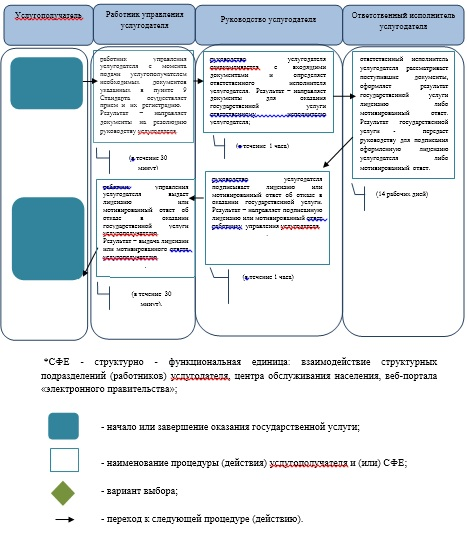 Услугополучатель
Работник управления
услугодателя
Руководство услугодателя
Ответственный исполнитель
услугодателя
работник управления
услугодателя с момента
подачи услугополучателем
необходимых документов
указанных в пункте 9
Стандарта осуществляет
прием и их регистрацию.
Результат – направляет
документы на резолюцию
руководству услугодателя.
(в течение 30
минут)
руководство услугодателя
ознакамливается с входящими
документами и определяет
ответственного исполнителя
услугодателя. Результат – направляет
документы для оказания
государственной услуги
ответственному исполнителю
услугодателя;
(в течение 1 часа)
ответственный исполнитель
услугодателя рассматривает
поступившие документы,
оформляет результат
государственной услуги
лицензию либо
мотивированный ответ.
Результат государственной
услуги - передает
руководству для подписания
оформленную лицензию
услугодателя либо
мотивированный ответ.
(14 рабочих дней)
руководство услугодателя
подписывает лицензию или
мотивированный ответ об отказе в
оказании государственной услуги.
Результат – направляет подписанную
лицензию или мотивированный ответ
работнику управления услугодателя.
(в течение 1 часа)
работник управления
услугодателя выдает
лицензию или
мотивированный ответ об
отказе в оказании
государственной услуги
услугополучателю.
Результат – выдача лицензии
или мотивированного ответа
услугополучателю.
(в течение 30
минут).
*СФЕ - структурно - функциональная единица: взаимодействие структурных
подразделений (работников) услугодателя, центра обслуживания населения, веб-портала
«электронного правительства»;
- начало или завершение оказания государственной услуги;
- наименование процедуры (действия) услугополучателя и (или) СФЕ;
- вариант выбора;
- переход к следующей процедуре (действию).